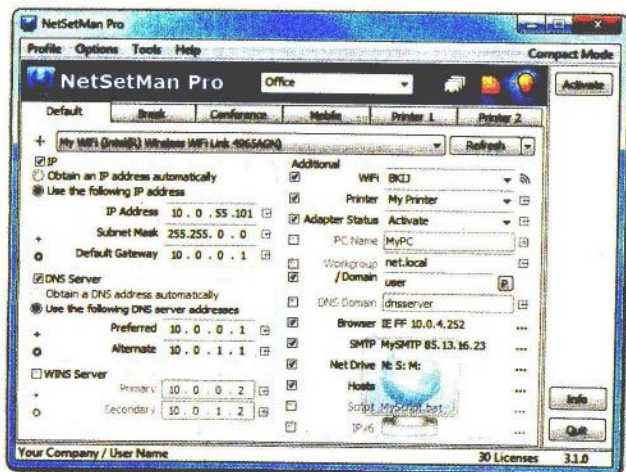 NetSetMan Pro
Profile Options Tools Help
Compact Mode
NetSetMan Pro
Office
Activate
Default Break Conference Mobile Printer 1 Printer 2
My WiFi (Intel(R) Wireless WiFi Link 4965AGN)
Refresh
IP
Obtain an IP address automatically
Use the following IP address
IP Address 10 . 0 . 55 .101
Subnet Mask 255.255. 0 . 0
Default Gateway 10 . 0 . 0 . 1
DNS Server
Obtain a DNS address automatically
Use the following DNS server addresses
Preferred 10 . 0 . 0 . 1
Alternate 10 . 0 . 1 . 1
WINS Server
Primary 10 . 0 . 0 . 2
Secondary 10 . 0 . 1 . 2
Additional
WiFi BKIJ
Printer My Printer
Adapter Status Activate
PC Name MyPC
Workgroup net.local
/ Domain user
P.
DNS Domain dnsserver
Browser IE FF 10.0.4.252 ...
SMTP MySMTP 85.13.16.23 ...
Net Drive N: S: M: ...
Hosts ...
Script MyScript.bat ...
IPv6 ...
Info
Quit
Your Company / User Name
30 Licenses
3.1.0